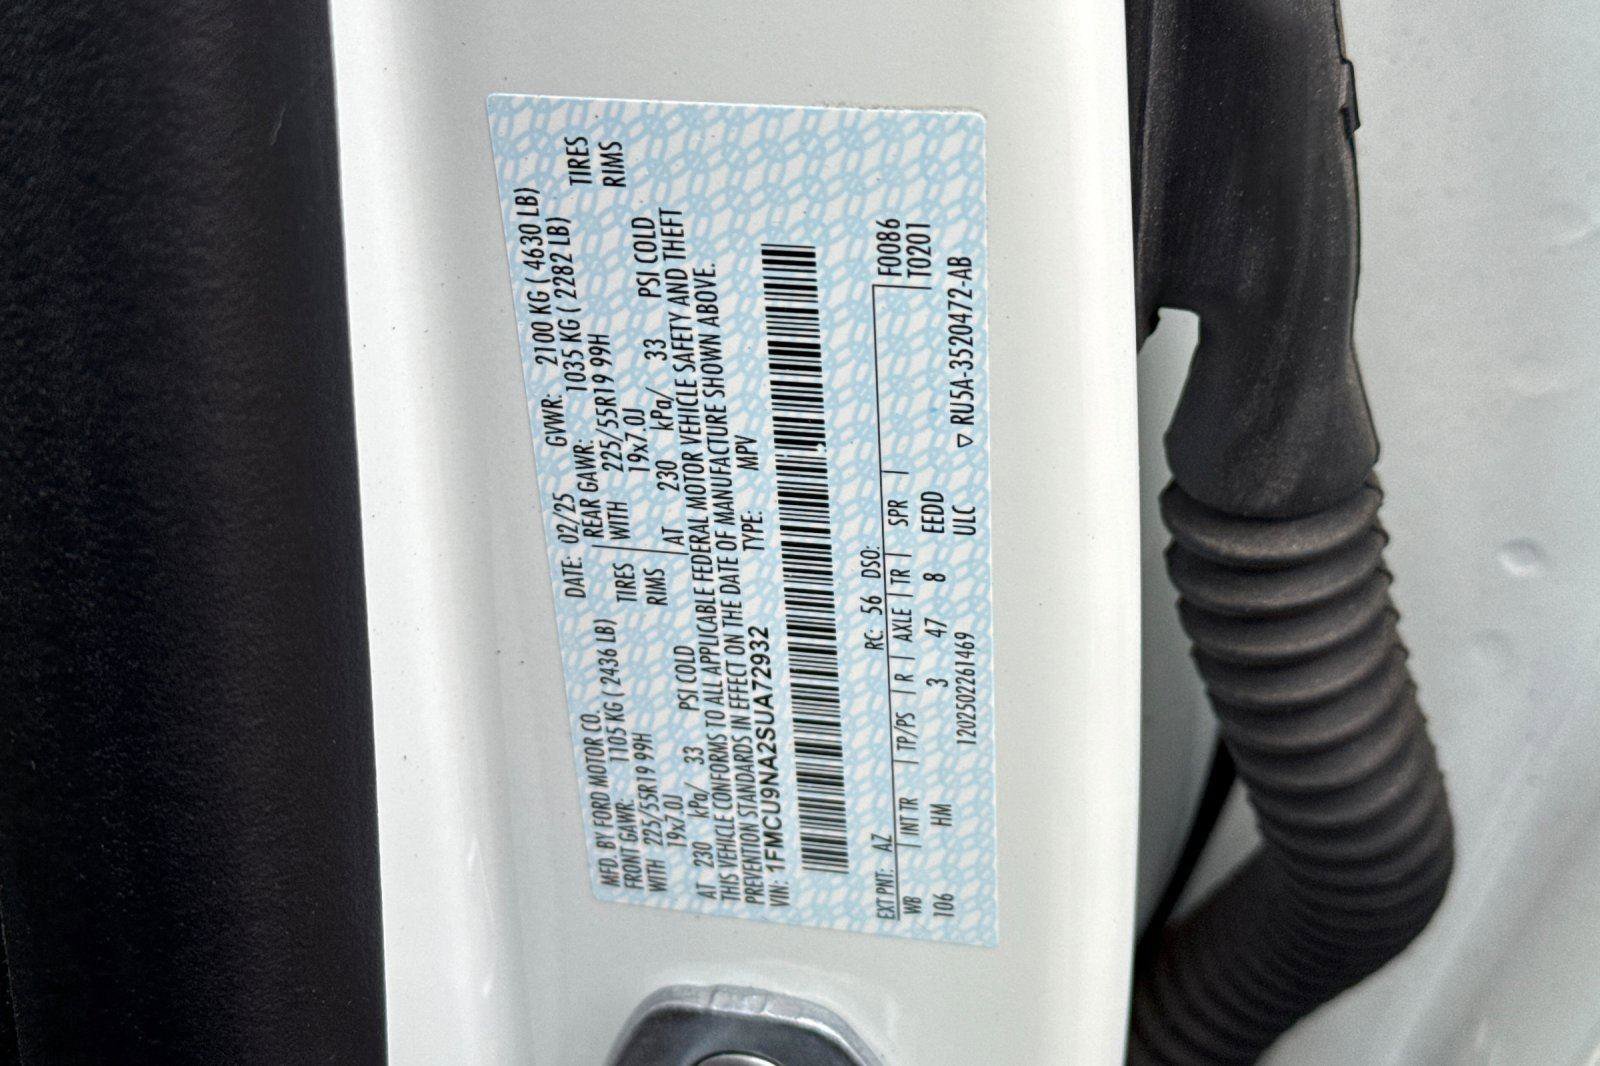 MFD. BY FORD MOTOR CO. DATE: 02/25 GVWR: 2100 KG ( 4630 LB)
FRONT GAWR: 1105 KG ( 2436 LB) REAR GAWR: 1035 KG ( 2282 LB)
WITH 225/55R19 99H TIRES WITH 225/55R19 99H TIRES
19x7.0J RIMS 19x7.0J RIMS
AT 230 kPa/ 33 PSI COLD AT 230 kPa/ 33 PSI COLD
THIS VEHICLE CONFORMS TO ALL APPLICABLE FEDERAL MOTOR VEHICLE SAFETY AND THEFT
PREVENTION STANDARDS IN EFFECT ON THE DATE OF MANUFACTURE SHOWN ABOVE.
VIN: 1FMCU9NA2SUA72932 TYPE: MPV
EXT PNT: AZ RC: 56 DSO: F0086
WB INT TR TP/PS R AXLE TR SPR T0201
106 HM 3 47 8 EEDD
1202502261469 ULC ▽ RU5A-3520472-AB